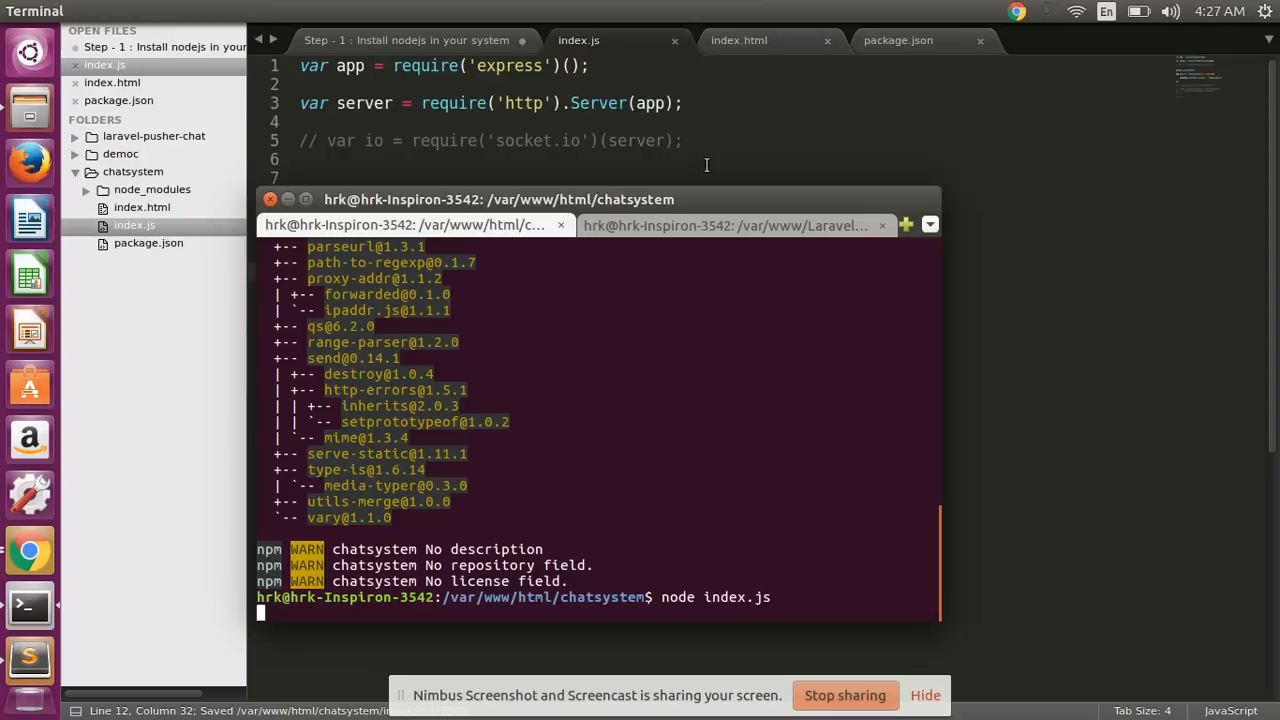 Terminal
En
4:27 AM
OPEN FILES
Step - 1 : Install nodejs in your
index.js
index.html
package.json
FOLDERS
laravel-pusher-chat
democ
chatsystem
node_modules
index.html
index.js
package.json
Step - 1 : Install nodejs in your system
index.js
index.html
package.json
1 var app = require('express')();
2
3 var server = require('http').Server(app);
4
5 // var io = require('socket.io')(server);
6
7
hrk@hrk-Inspiron-3542: /var/www/html/chatsystem
hrk@hrk-Inspiron-3542: /var/www/html/c...
hrk@hrk-Inspiron-3542: /var/www/Laravel...
+-- parseurl@1.3.1
+-- path-to-regexp@0.1.7
+-- proxy-addr@1.1.2
| +-- forwarded@0.1.0
| `-- ipaddr.js@1.1.1
+-- qs@6.2.0
+-- range-parser@1.2.0
+-- send@0.14.1
| +-- destroy@1.0.4
| +-- http-errors@1.5.1
| | +-- inherits@2.0.3
| | `-- setprototypeof@1.0.2
| `-- mime@1.3.4
+-- serve-static@1.11.1
+-- type-is@1.6.14
| `-- media-typer@0.3.0
+-- utils-merge@1.0.0
`-- vary@1.1.0
npm WARN chatsystem No description
npm WARN chatsystem No repository field.
npm WARN chatsystem No license field.
hrk@hrk-Inspiron-3542:/var/www/html/chatsystem$ node index.js
Nimbus Screenshot and Screencast is sharing your screen.
Stop sharing
Hide
Line 12, Column 32; Saved /var/www/html/chatsystem/
Tab Size: 4
JavaScript